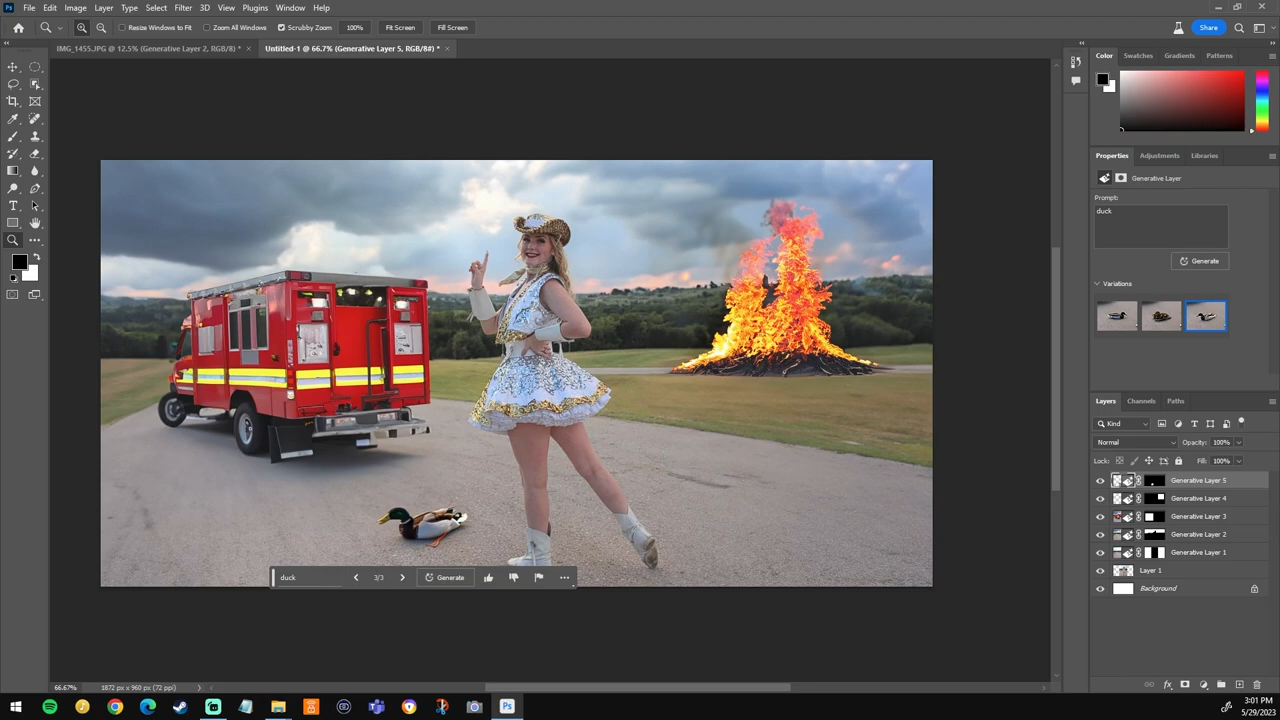 File Edit Image Layer Type Select Filter 3D View Plugins Window Help
Resize Windows to Fit Zoom All Windows Scrubby Zoom 100% Fit Screen Fill Screen Share
IMG_1455.JPG @ 12.5% (Generative Layer 2, RGB/8) * × Untitled-1 @ 66.7% (Generative Layer 5, RGB/8#) * ×
Color Swatches Gradients Patterns
Properties Adjustments Libraries
Generative Layer
Prompt:
duck
Generate
Variations
Layers Channels Paths
Kind
Normal Opacity: 100%
Lock: Fill: 100%
Generative Layer 5
Generative Layer 4
Generative Layer 3
Generative Layer 2
Generative Layer 1
Layer 1
Background
duck 3/3 Generate
66.67% 1872 px x 960 px (72 ppi)
3:01 PM
5/29/2023